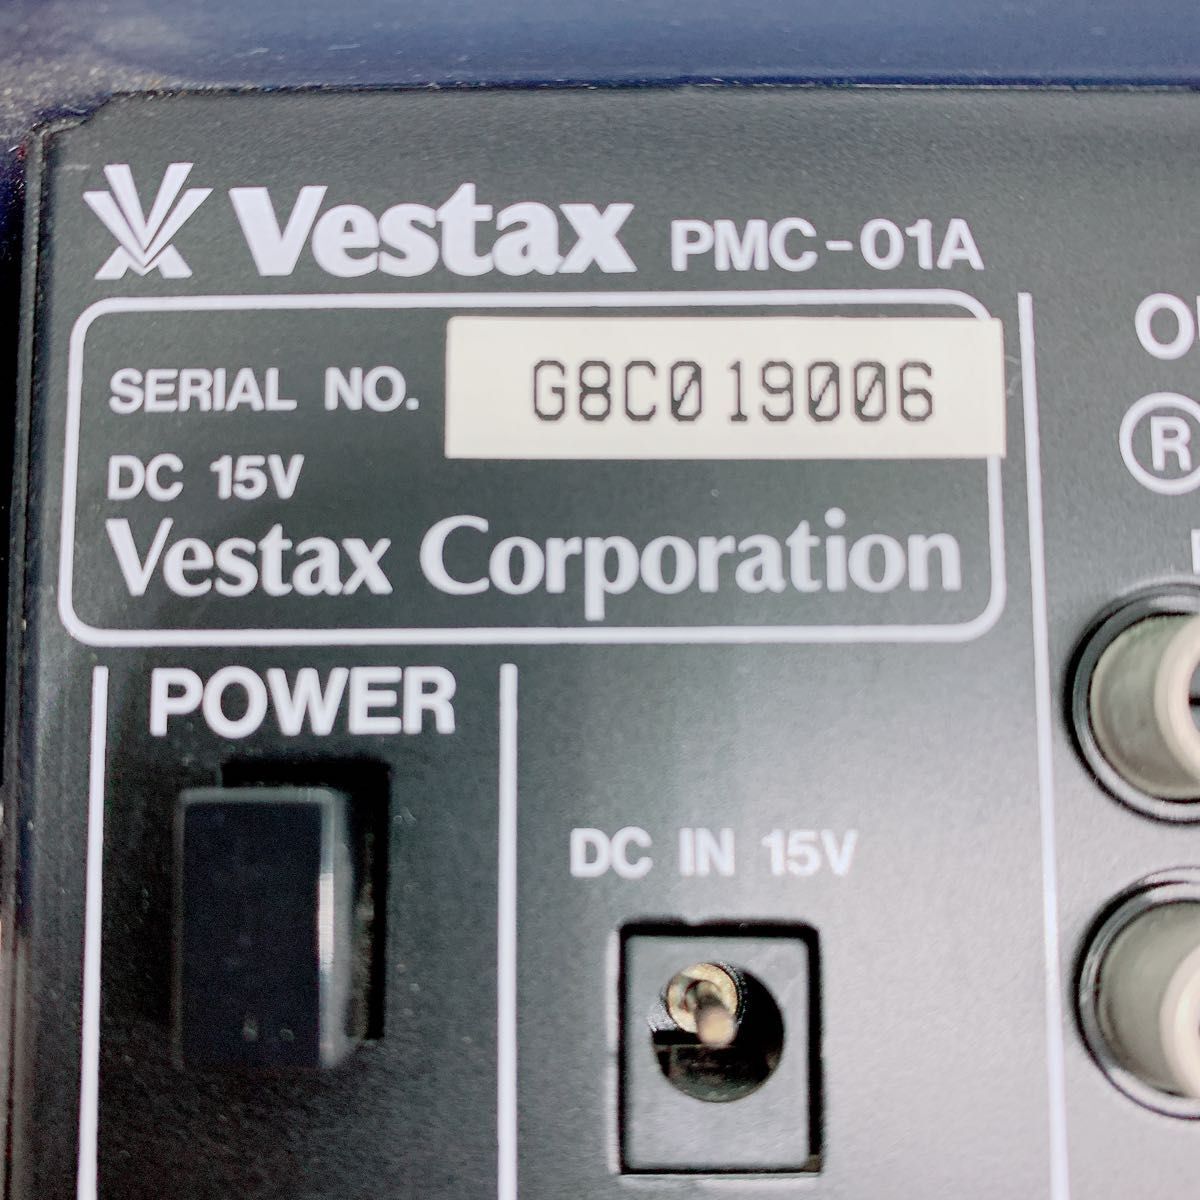 Vestax PMC-01A
SERIAL NO. G8C019006
DC 15V
Vestax Corporation
POWER
DC IN 15V
R